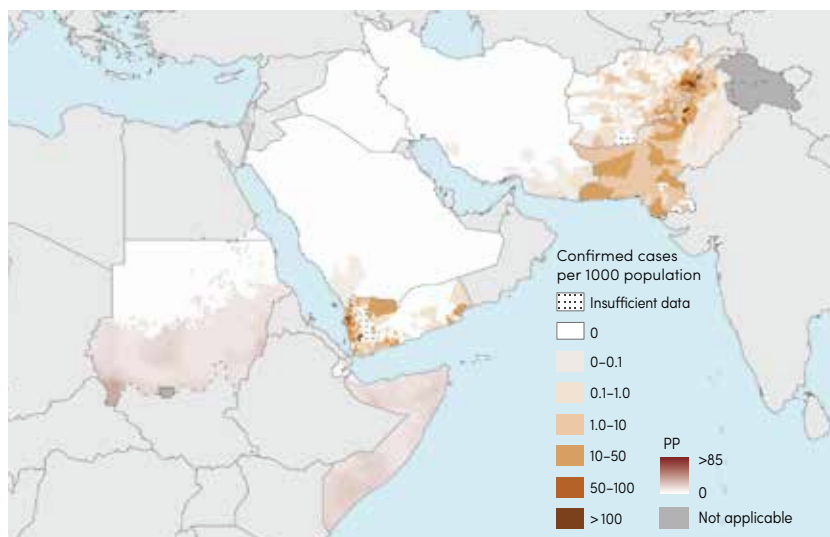 Confirmed cases
per 1000 population
Insufficient data
0
0–0.1
0.1–1.0
1.0–10
10–50
50–100
>100
PP
>85
0
Not applicable